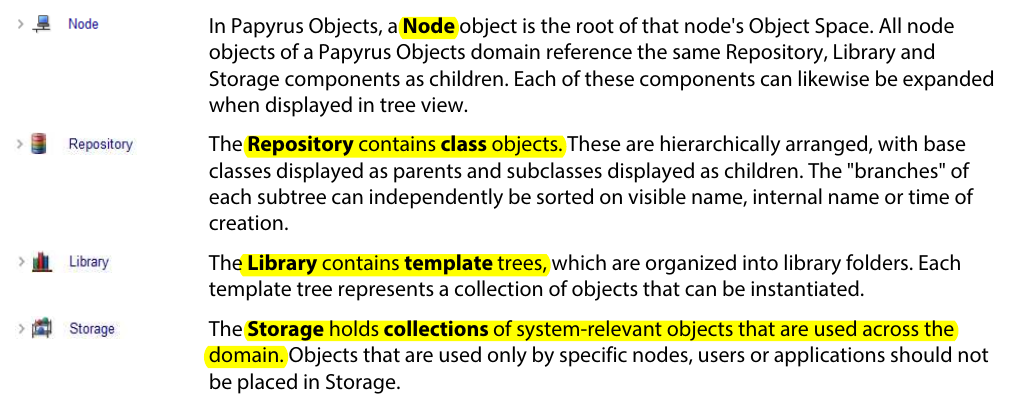 Node
In Papyrus Objects, a Node object is the root of that node's Object Space. All node
objects of a Papyrus Objects domain reference the same Repository, Library and
Storage components as children. Each of these components can likewise be expanded
when displayed in tree view.
Repository
The Repository contains class objects. These are hierarchically arranged, with base
classes displayed as parents and subclasses displayed as children. The "branches" of
each subtree can independently be sorted on visible name, internal name or time of
creation.
Library
The Library contains template trees, which are organized into library folders. Each
template tree represents a collection of objects that can be instantiated.
Storage
The Storage holds collections of system-relevant objects that are used across the
domain. Objects that are used only by specific nodes, users or applications should not
be placed in Storage.